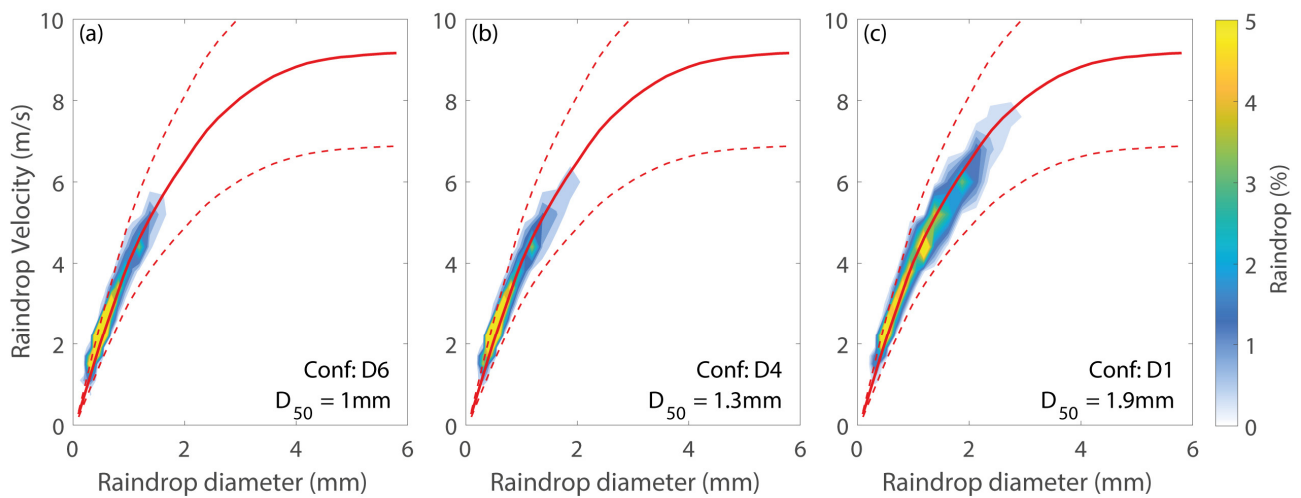 (a)
(b)
(c)
Raindrop Velocity (m/s)
10
8
6
4
2
0
Conf: D6
D50 = 1mm
0 2 4 6
Raindrop diameter (mm)
10
8
6
4
2
0
Conf: D4
D50 = 1.3mm
0 2 4 6
Raindrop diameter (mm)
10
8
6
4
2
0
Conf: D1
D50 = 1.9mm
0 2 4 6
Raindrop diameter (mm)
5
4
3
2
1
0
Raindrop (%)